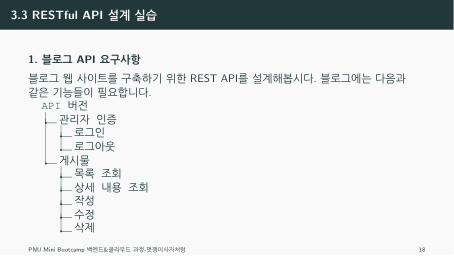 3.3 RESTful API 설계 실습
1. 블로그 API 요구사항
블로그 웹 사이트를 구축하기 위한 REST API를 설계해봅시다. 블로그에는 다음과
같은 기능들이 필요합니다.
API 버전
관리자 인증
로그인
로그아웃
게시물
목록 조회
상세 내용 조회
작성
수정
삭제
PNU Mini Bootcamp 백엔드&클라우드 과정-멋쟁이사자처럼
18